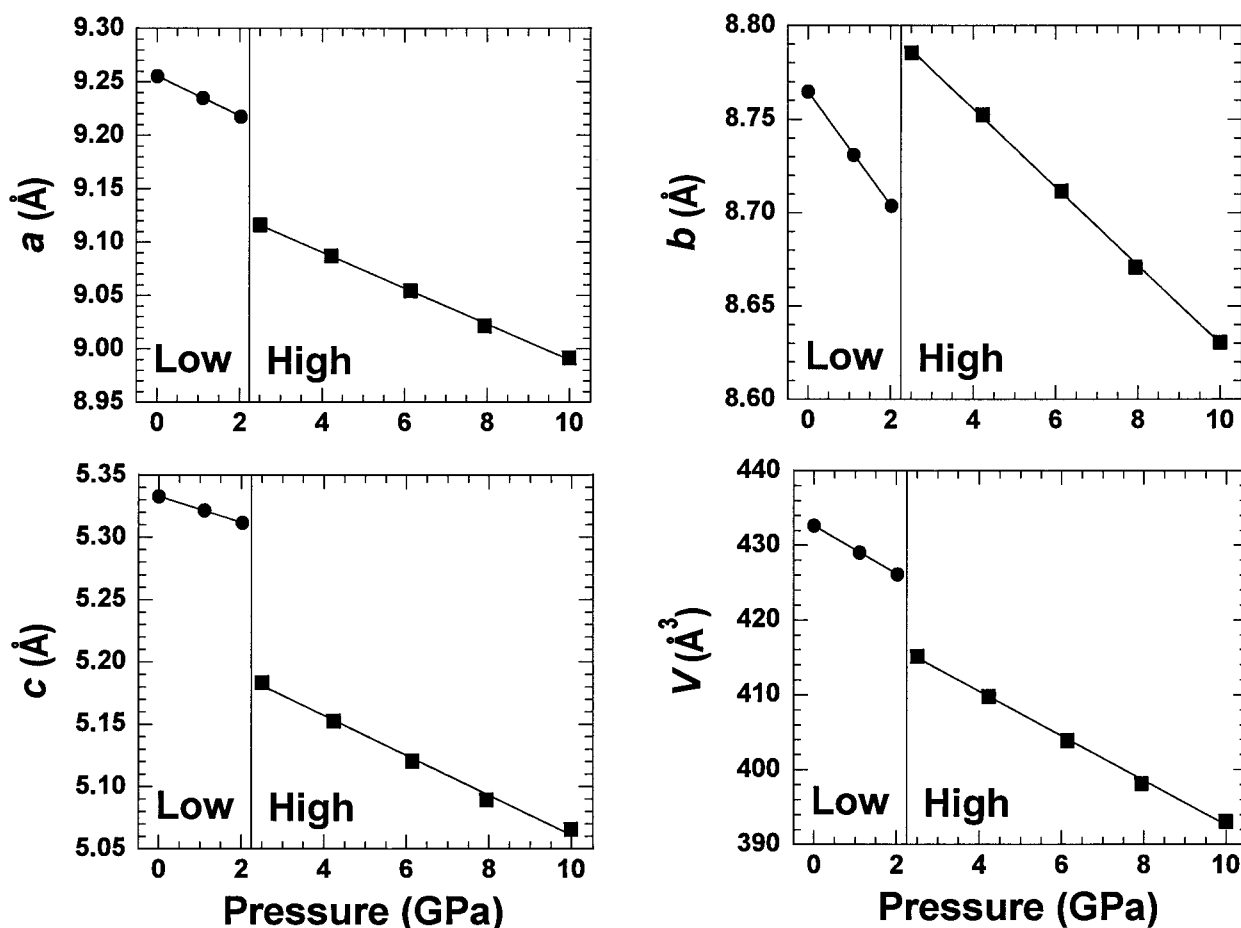 9.30
9.25
9.20
9.15
9.10
9.05
9.00
8.95
a (Å)
Low High
0 2 4 6 8 10
8.80
8.75
8.70
8.65
8.60
b (Å)
Low High
0 2 4 6 8 10
5.35
5.30
5.25
5.20
5.15
5.10
5.05
c (Å)
Low High
0 2 4 6 8 10
Pressure (GPa)
440
430
420
410
400
390
V (Å³)
Low High
0 2 4 6 8 10
Pressure (GPa)